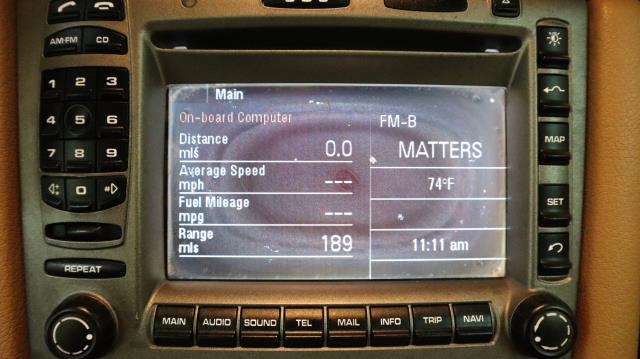 AM·FM CD
1 2 3
4 5 6
7 8 9
0 #
REPEAT
Main
On-board Computer
Distance
mls 0.0
Average Speed
mph ---
Fuel Mileage
mpg ---
Range
mls 189
FM-B
MATTERS
74°F
11:11 am
MAP
SET
MAIN AUDIO SOUND TEL MAIL INFO TRIP NAVI